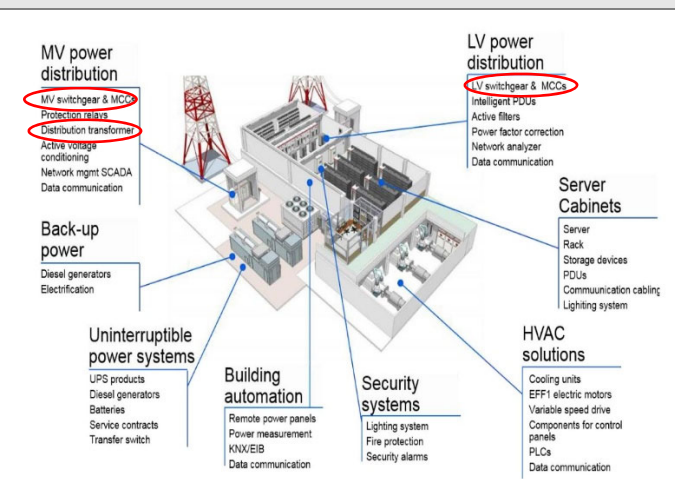 MV power
distribution
MV switchgear & MCCs
Protection relays
Distribution transformer
Active voltage
conditioning
Network mgmt SCADA
Data communication
LV power
distribution
LV switchgear & MCCs
Intelligent PDUs
Active filters
Power factor correction
Network analyzer
Data communication
Server
Cabinets
Server
Rack
Storage devices
PDUs
Commuunication cabling
Lighiting system
Back-up
power
Diesel generators
Electrification
Uninterruptible
power systems
UPS products
Diesel generators
Batteries
Service contracts
Transfer switch
Building
automation
Remote power panels
Power measurement
KNX/EIB
Data communication
Security
systems
Lighting system
Fire protection
Security alarms
HVAC
solutions
Cooling units
EFF1 electric motors
Variable speed drive
Components for control
panels
PLCs
Data communication